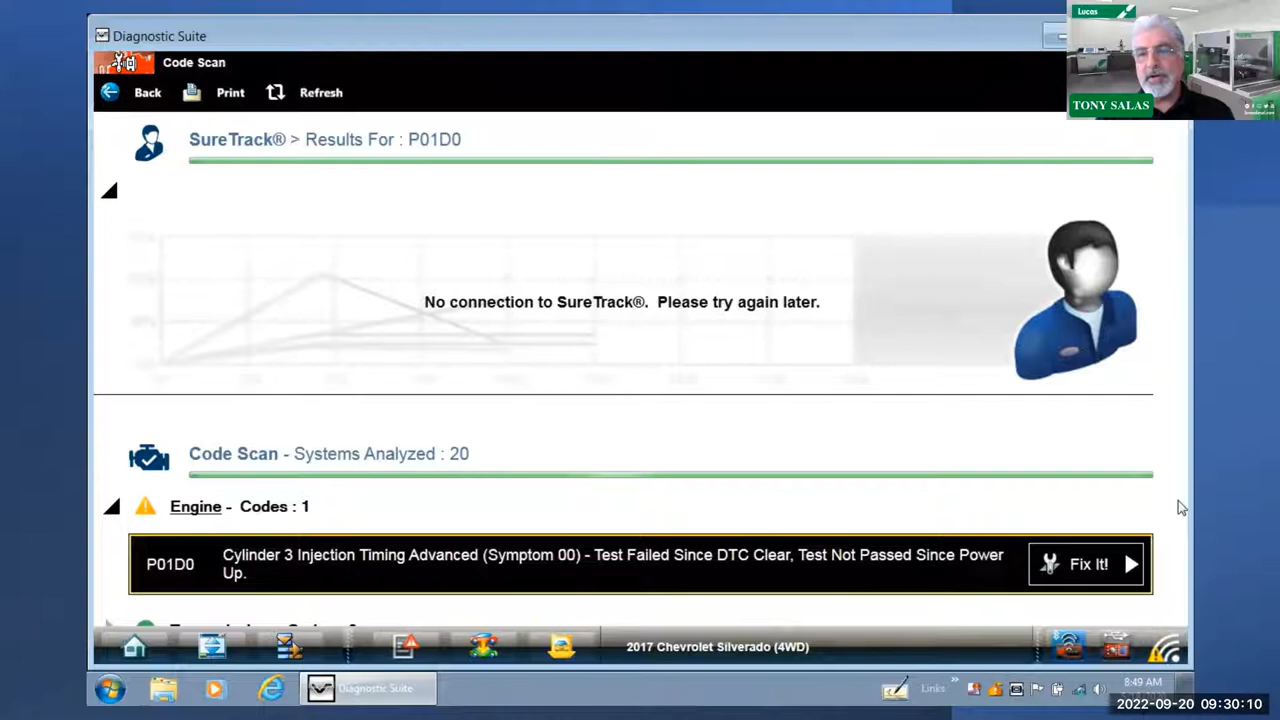 Diagnostic Suite
Lucas
Code Scan
Back Print Refresh
TONY SALAS
SureTrack® > Results For : P01D0
No connection to SureTrack®. Please try again later.
Code Scan - Systems Analyzed : 20
Engine - Codes : 1
P01D0
Cylinder 3 Injection Timing Advanced (Symptom 00) - Test Failed Since DTC Clear, Test Not Passed Since Power
Up.
Fix It!
2017 Chevrolet Silverado (4WD)
Diagnostic Suite
Links
8:49 AM
2022-09-20 09:30:10